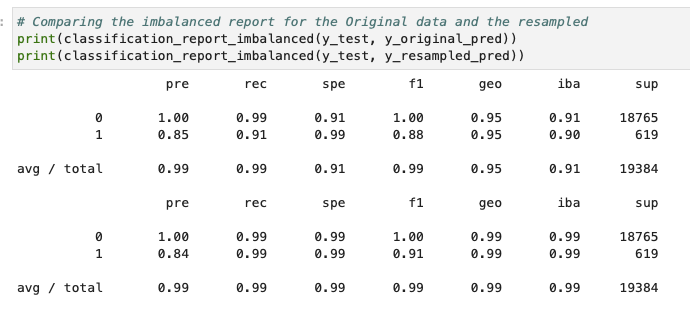 # Comparing the imbalanced report for the Original data and the resampled
print(classification_report_imbalanced(y_test, y_original_pred))
print(classification_report_imbalanced(y_test, y_resampled_pred))
pre rec spe f1 geo iba sup
0 1.00 0.99 0.91 1.00 0.95 0.91 18765
1 0.85 0.91 0.99 0.88 0.95 0.90 619
avg / total 0.99 0.99 0.91 0.99 0.95 0.91 19384
pre rec spe f1 geo iba sup
0 1.00 0.99 0.99 1.00 0.99 0.99 18765
1 0.84 0.99 0.99 0.91 0.99 0.99 619
avg / total 0.99 0.99 0.99 0.99 0.99 0.99 19384